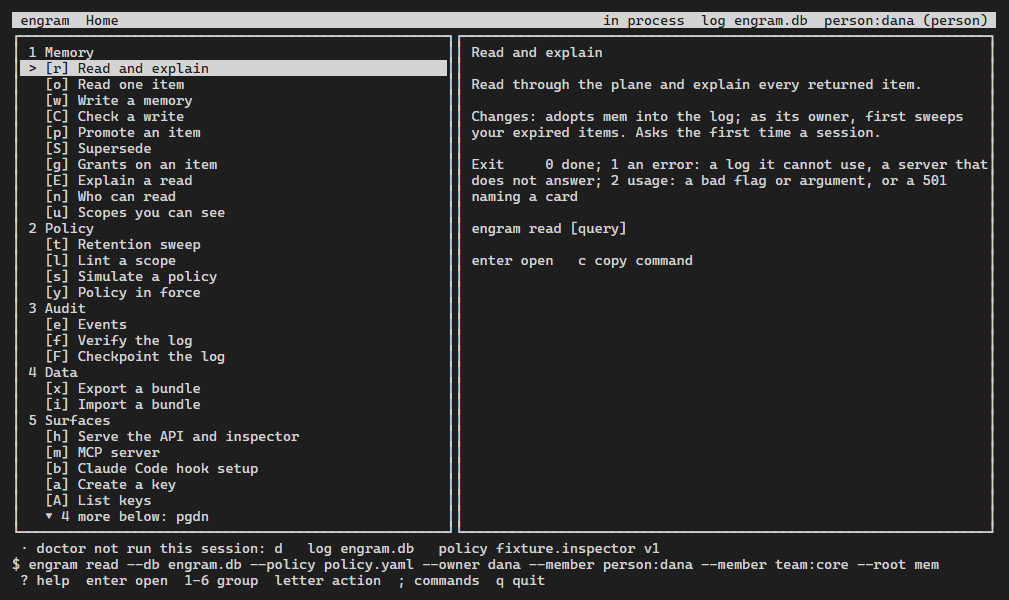 engram  Home                                                           in process  log engram.db  person:dana (person)
1 Memory
> [r] Read and explain
[o] Read one item
[w] Write a memory
[C] Check a write
[p] Promote an item
[S] Supersede
[g] Grants on an item
[E] Explain a read
[n] Who can read
[u] Scopes you can see
2 Policy
[t] Retention sweep
[l] Lint a scope
[s] Simulate a policy
[y] Policy in force
3 Audit
[e] Events
[f] Verify the log
[F] Checkpoint the log
4 Data
[x] Export a bundle
[i] Import a bundle
5 Surfaces
[h] Serve the API and inspector
[m] MCP server
[b] Claude Code hook setup
[a] Create a key
[A] List keys
▼ 4 more below: pgdn
Read and explain
Read through the plane and explain every returned item.
Changes: adopts mem into the log; as its owner, first sweeps
your expired items. Asks the first time a session.
Exit     0 done; 1 an error: a log it cannot use, a server that
does not answer; 2 usage: a bad flag or argument, or a 501
naming a card
engram read [query]
enter open   c copy command
· doctor not run this session: d   log engram.db   policy fixture.inspector v1
$ engram read --db engram.db --policy policy.yaml --owner dana --member person:dana --member team:core --root mem
? help  enter open  1-6 group  letter action  ; commands  q quit